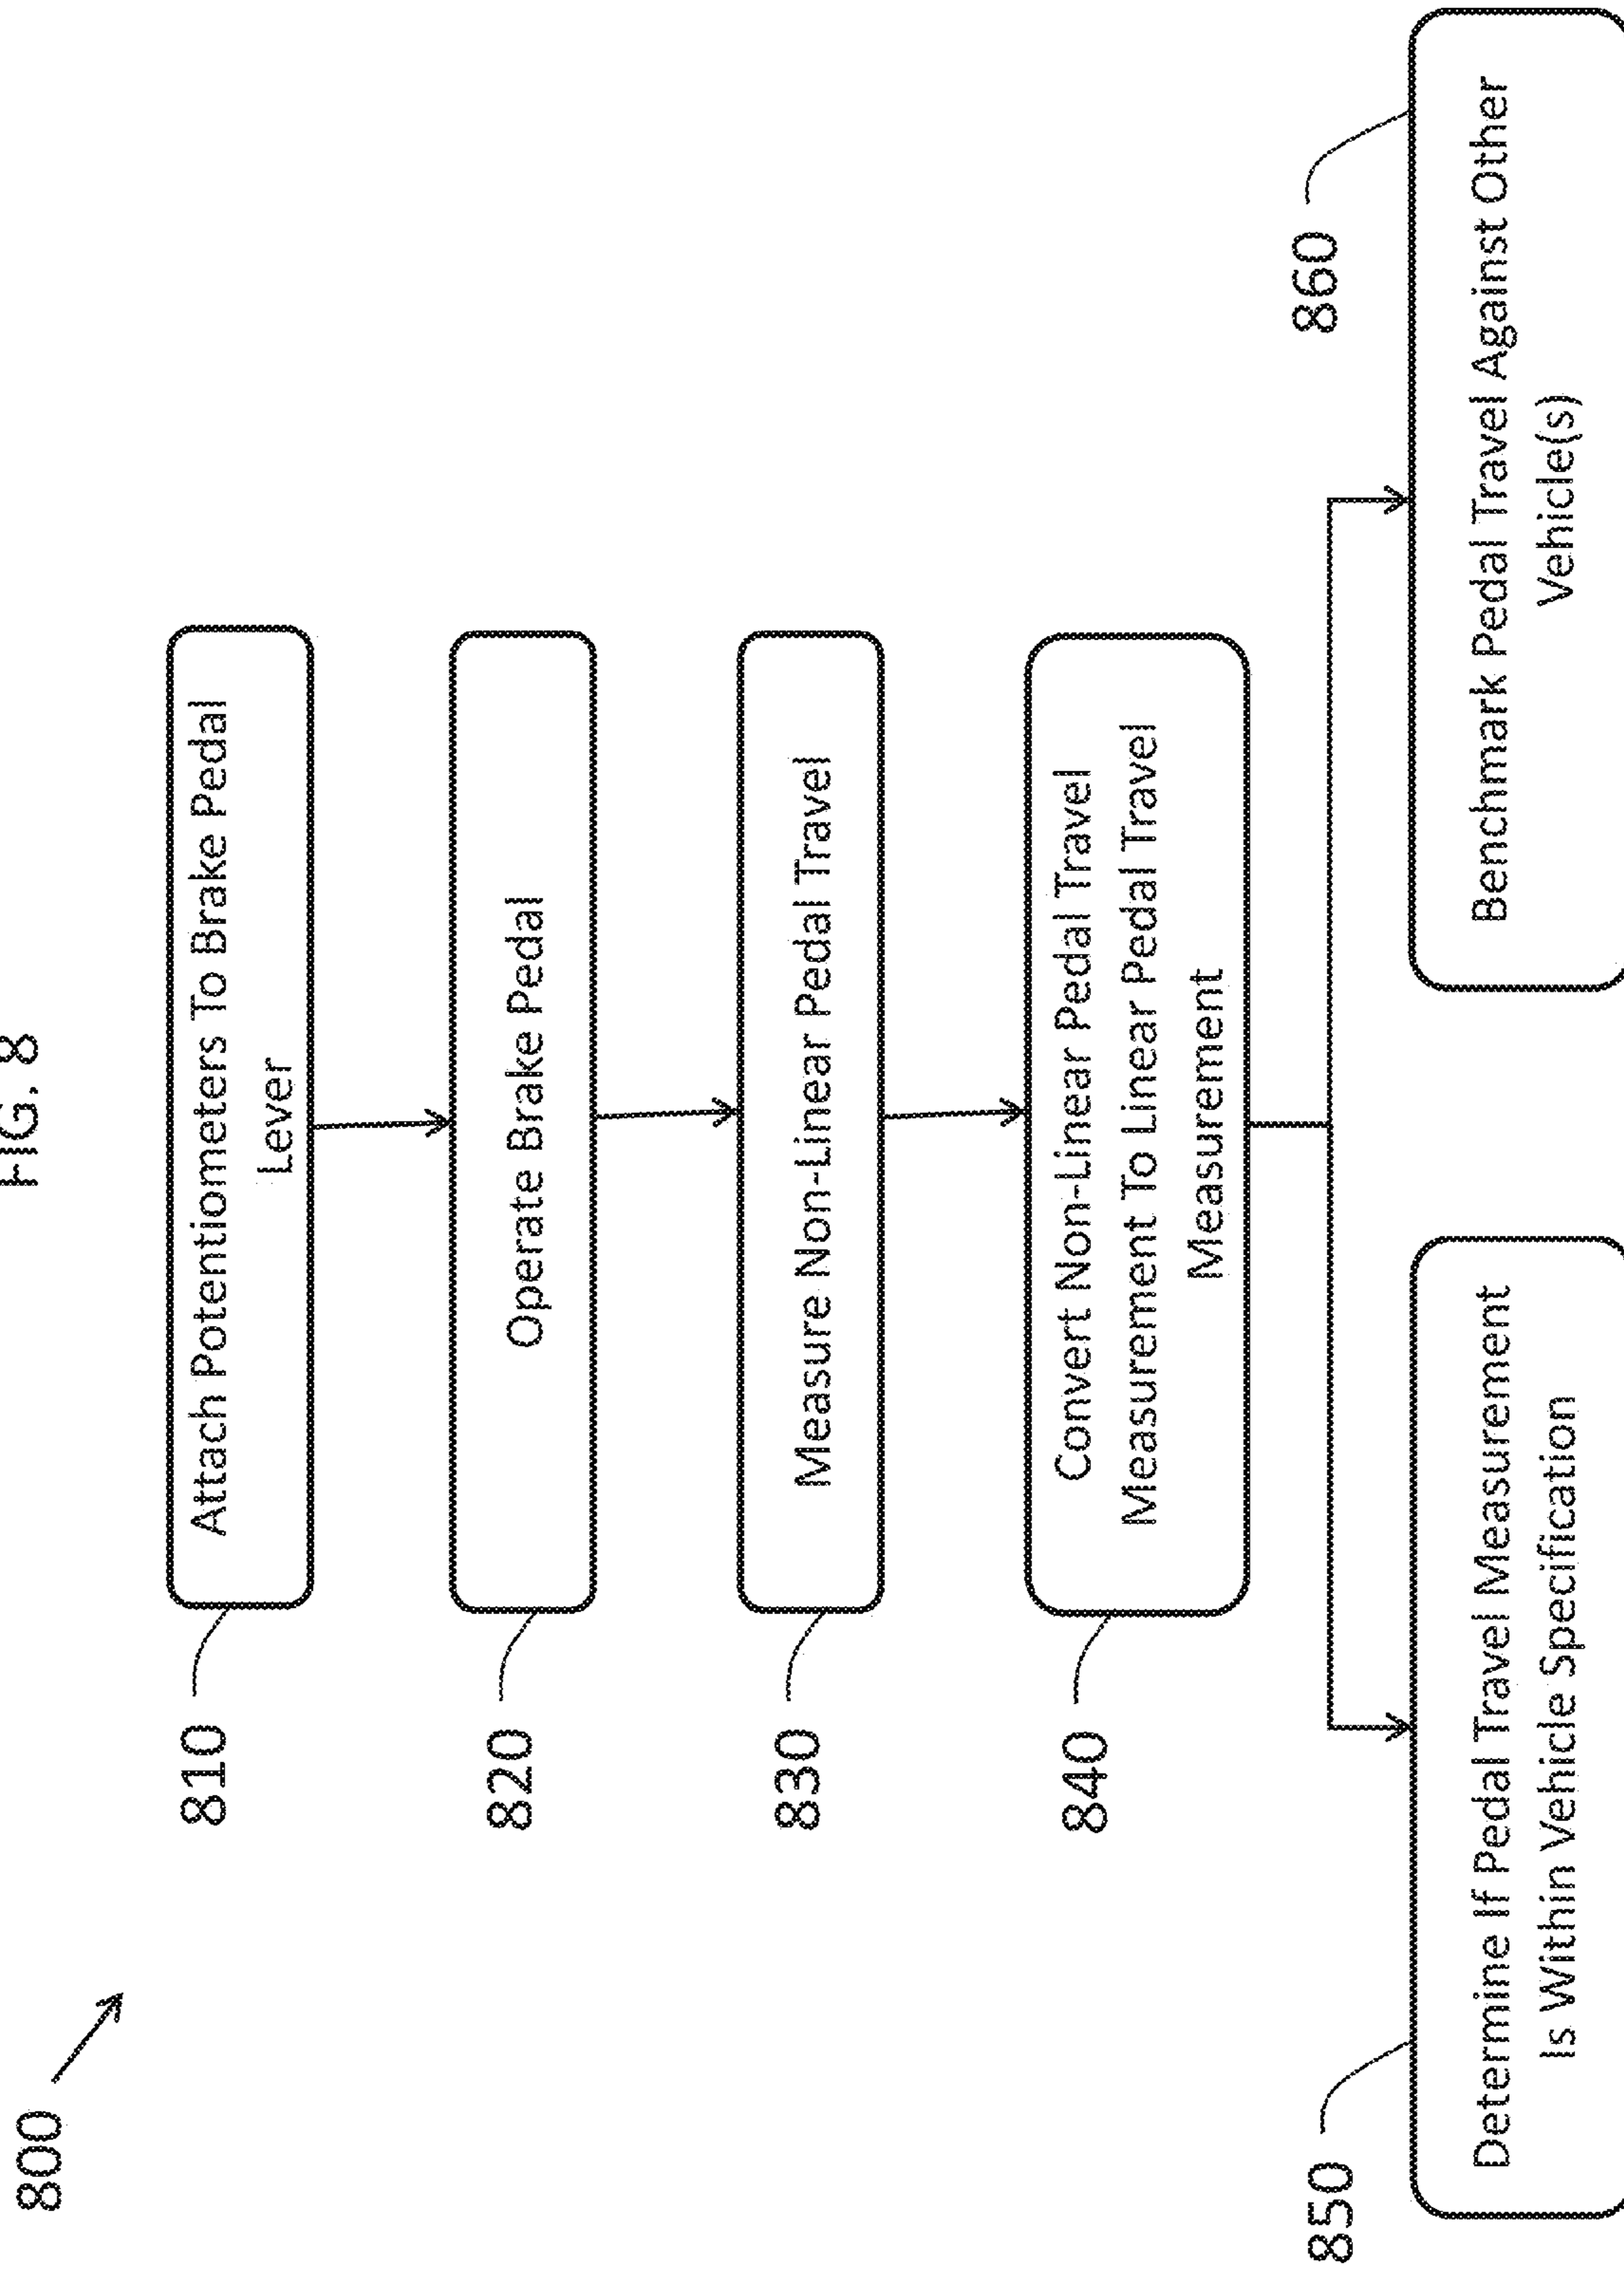 FIG. 8
800
810
Attach Potentiometers To Brake Pedal
Lever
820
Operate Brake Pedal
830
Measure Non-Linear Pedal Travel
840
Convert Non-Linear Pedal Travel
Measurement To Linear Pedal Travel
Measurement
850
Determine If Pedal Travel Measurement
Is Within Vehicle Specification
860
Benchmark Pedal Travel Against Other
Vehicle(s)